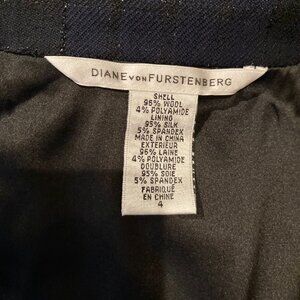 DIANE VON FURSTENBERG
SHELL
96% WOOL
4% POLYAMIDE
LINING
95% SILK
5% SPANDEX
MADE IN CHINA
EXTERIEUR
96% LAINE
4% POLYAMIDE
DOUBLURE
95% SOIE
5% SPANDEX
FABRIQUÉ
EN CHINE
4